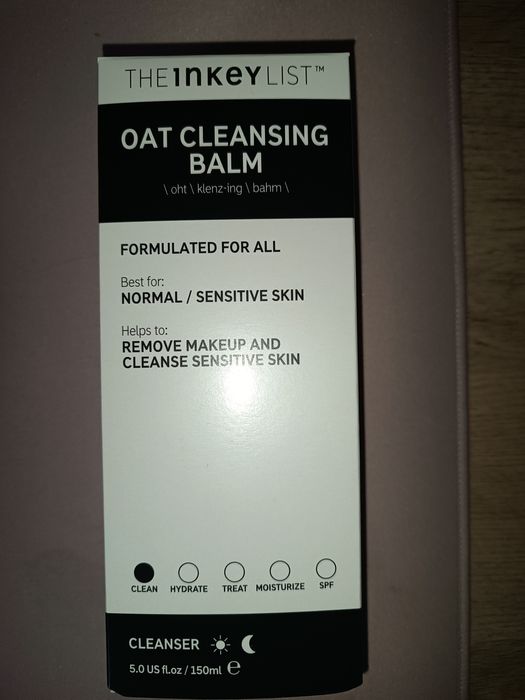 THE INKEY LIST™
OAT CLEANSING
BALM
\ oht \ klenz-ing \ bahm \
FORMULATED FOR ALL
Best for:
NORMAL / SENSITIVE SKIN
Helps to:
REMOVE MAKEUP AND
CLEANSE SENSITIVE SKIN
CLEAN HYDRATE TREAT MOISTURIZE SPF
CLEANSER
5.0 US fl.oz / 150ml ℮